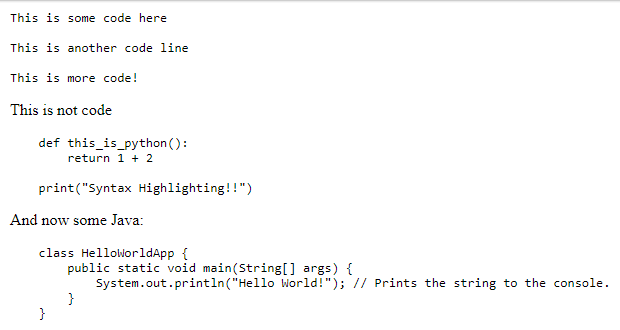 This is some code here
This is another code line
This is more code!
This is not code
def this_is_python():
    return 1 + 2
print("Syntax Highlighting!!")
And now some Java:
class HelloWorldApp {
    public static void main(String[] args) {
        System.out.println("Hello World!"); // Prints the string to the console.
    }
}